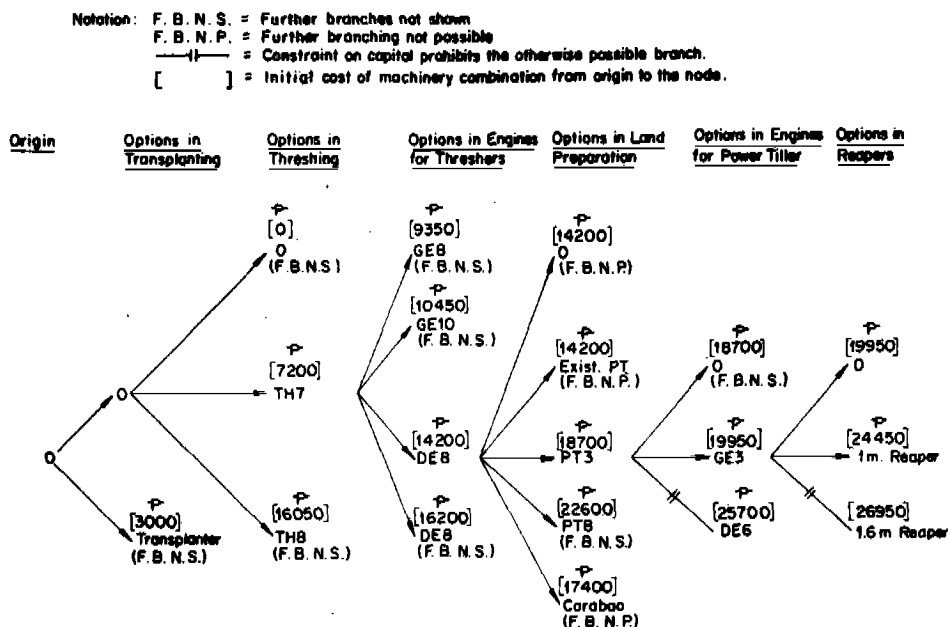 Notation: F. B. N. S. = Further branches not shown
F. B. N. P. = Further branching not possible
= Constraint on capital prohibits the otherwise possible branch.
[ ] = Initial cost of machinery combination from origin to the node.
Origin
Options in
Transplanting
Options in
Threshing
Options in Engines
for Threshers
Options in Land
Preparation
Options in Engines
for Power Tiller
Options in
Reapers
0
0
₱
[3000]
Transplanter
(F. B. N. S.)
₱
[0]
0
(F.B.N.S)
₱
[7200]
TH7
₱
[16050]
TH8
(F. B. N. S.)
₱
[9350]
GE8
(F. B. N. S.)
₱
[10450]
GE10
(F. B. N. S.)
₱
[14200]
DE8
₱
[16200]
DE8
(F. B. N. S.)
₱
[14200]
0
(F. B. N. P.)
₱
[14200]
Exist. PT
(F. B. N. P.)
₱
[18700]
PT3
₱
[22600]
PT8
(F. B. N. S.)
₱
[17400]
Carabao
(F. B. N. P.)
₱
[18700]
0
(F. B. N. S.)
₱
[19950]
GE3
₱
[25700]
DE6
₱
[19950]
0
₱
[24450]
1 m. Reaper
[26950]
1.6 m Reaper